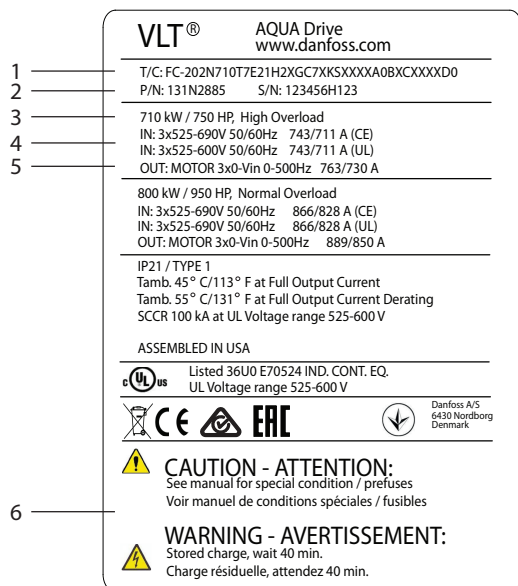 VLT® AQUA Drive
www.danfoss.com
1 T/C: FC-202N710T7E21H2XGC7XKSXXXXA0BXCXXXXD0
2 P/N: 131N2885 S/N: 123456H123
3 710 kW / 750 HP, High Overload
4 IN: 3x525-690V 50/60Hz 743/711 A (CE)
IN: 3x525-600V 50/60Hz 743/711 A (UL)
5 OUT: MOTOR 3x0-Vin 0-500Hz 763/730 A
800 kW / 950 HP, Normal Overload
IN: 3x525-690V 50/60Hz 866/828 A (CE)
IN: 3x525-690V 50/60Hz 866/828 A (UL)
OUT: MOTOR 3x0-Vin 0-500Hz 889/850 A
IP21 / TYPE 1
Tamb. 45° C/113° F at Full Output Current
Tamb. 55° C/131° F at Full Output Current Derating
SCCR 100 kA at UL Voltage range 525-600 V
ASSEMBLED IN USA
c UL us Listed 36U0 E70524 IND. CONT. EQ.
UL Voltage range 525-600 V
CE EAC
Danfoss A/S
6430 Nordborg
Denmark
CAUTION - ATTENTION:
See manual for special condition / prefuses
Voir manuel de conditions spéciales / fusibles
6
WARNING - AVERTISSEMENT:
Stored charge, wait 40 min.
Charge résiduelle, attendez 40 min.